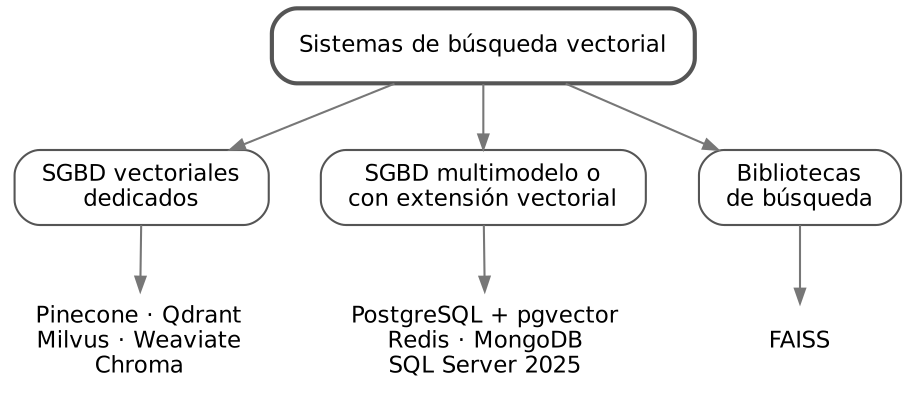 Sistemas de búsqueda vectorial
SGBD vectoriales
dedicados
SGBD multimodelo o
con extensión vectorial
Bibliotecas
de búsqueda
Pinecone · Qdrant
Milvus · Weaviate
Chroma
PostgreSQL + pgvector
Redis · MongoDB
SQL Server 2025
FAISS